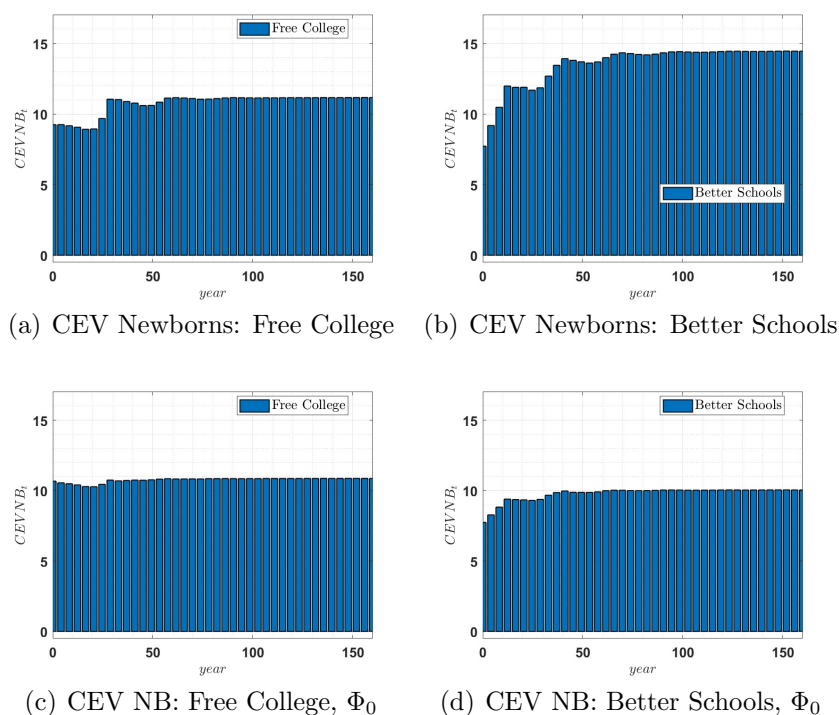 Free College
15
10
5
0
CEVNB_t
0 50 100 150
year
(a) CEV Newborns: Free College
Better Schools
15
10
5
0
CEVNB_t
0 50 100 150
year
(b) CEV Newborns: Better Schools
Free College
15
10
5
0
CEVNB_t
0 50 100 150
year
(c) CEV NB: Free College, Φ₀
Better Schools
15
10
5
0
CEVNB_t
0 50 100 150
year
(d) CEV NB: Better Schools, Φ₀